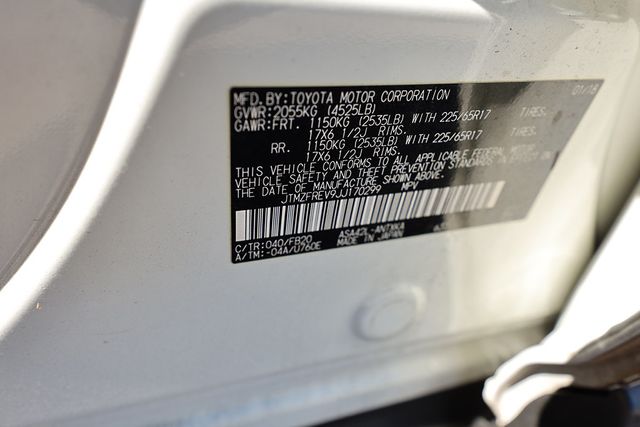 MFD.BY:TOYOTA MOTOR CORPORATION 01/18
GVWR:2055KG (4525LB)
GAWR:FRT. 1150KG (2535LB) WITH 225/65R17 TIRES,
17X6 1/2J RIMS.
RR. 1150KG (2535LB) WITH 225/65R17 TIRES,
17X6 1/2J RIMS.
THIS VEHICLE CONFORMS TO ALL APPLICABLE FEDERAL MOTOR
VEHICLE SAFETY AND THEFT PREVENTION STANDARDS IN EFFECT ON
THE DATE OF MANUFACTURE SHOWN ABOVE.
JTMZFREV9JJ170299 MPV
C/TR:040/FB20 ASA42L-ANTXKA
A/TM:-04A/U760E MADE IN JAPAN